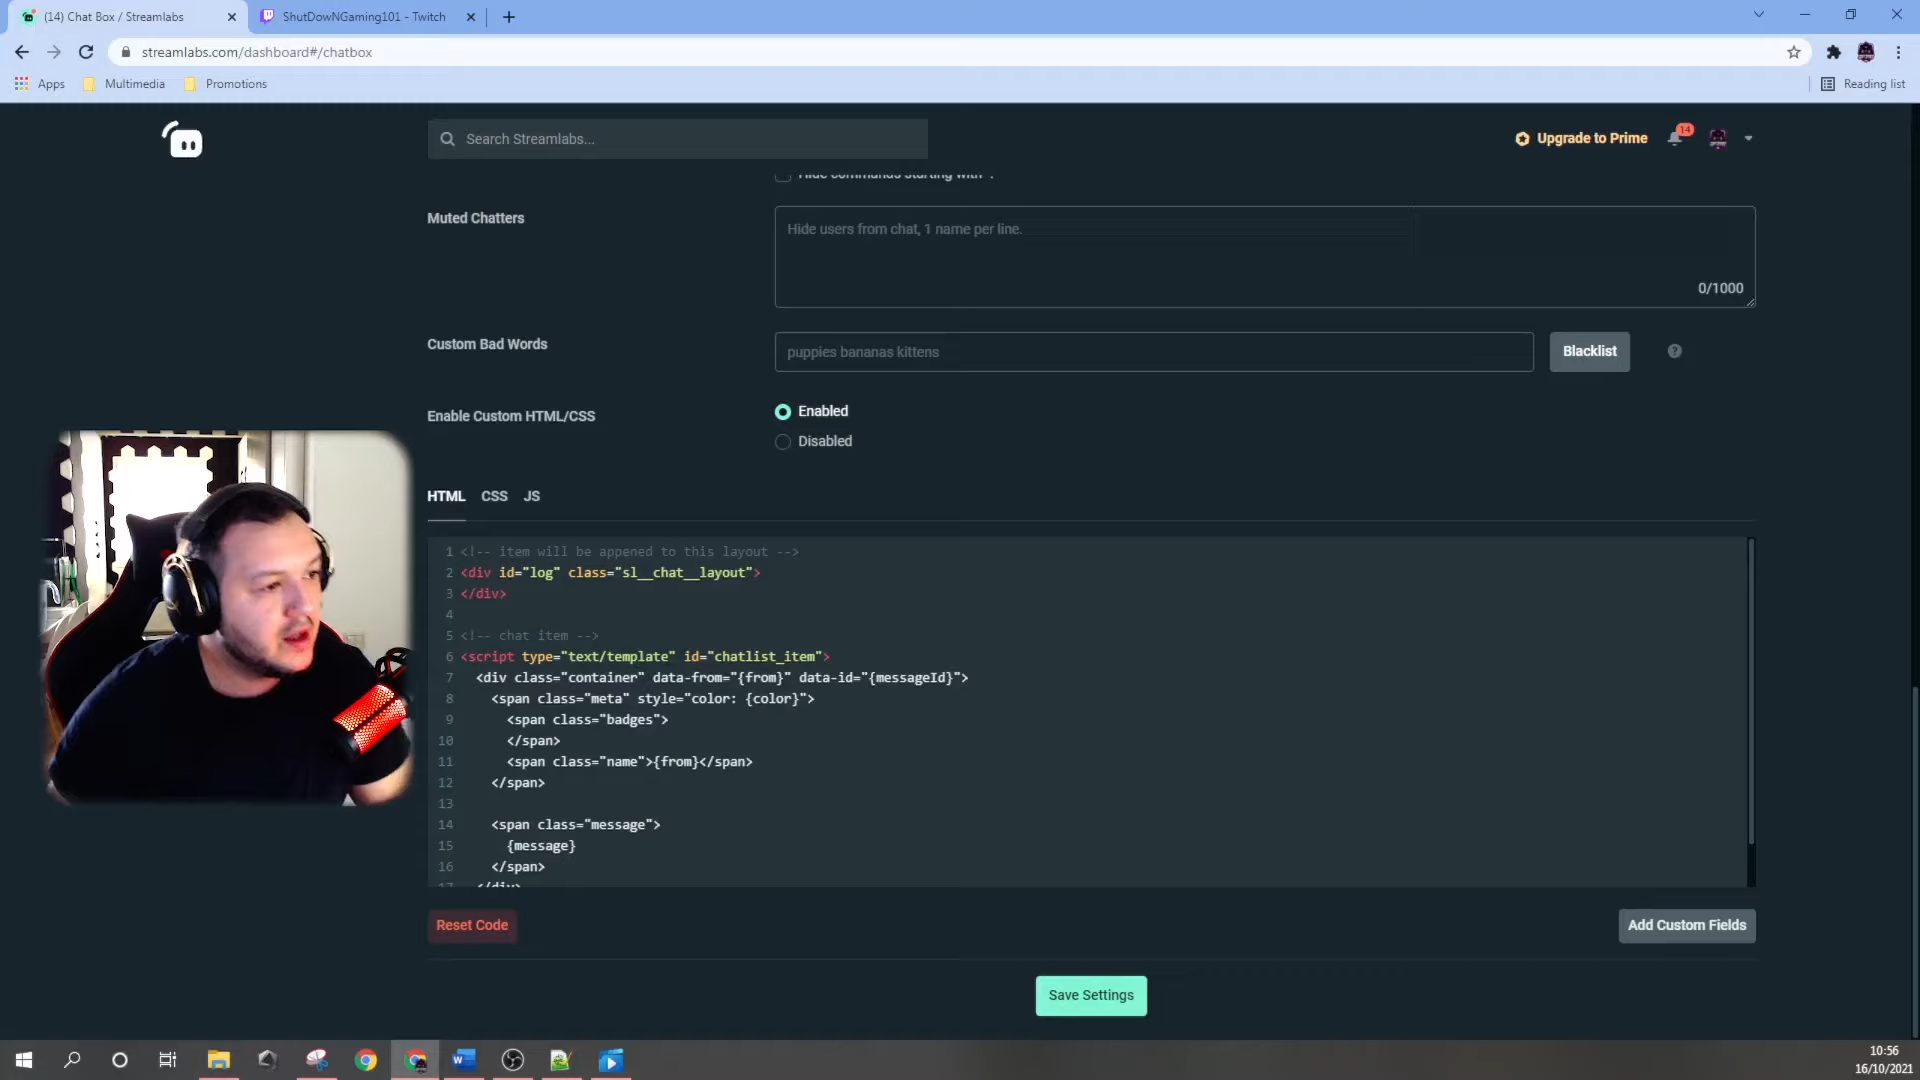 (14) Chat Box / Streamlabs
ShutDowNGaming101 - Twitch
streamlabs.com/dashboard#/chatbox
Apps
Multimedia
Promotions
Reading list
Search Streamlabs...
Upgrade to Prime
14
Hide commands starting with
Muted Chatters
Hide users from chat, 1 name per line.
0/1000
Custom Bad Words
puppies bananas kittens
Blacklist
?
Enable Custom HTML/CSS
Enabled
Disabled
HTML CSS JS
1 <!-- item will be appened to this layout -->
2 <div id="log" class="sl__chat__layout">
3 </div>
4
5 <!-- chat item -->
6 <script type="text/template" id="chatlist_item">
7 <div class="container" data-from="{from}" data-id="{messageId}">
8 <span class="meta" style="color: {color}">
9 <span class="badges">
10 </span>
11 <span class="name">{from}</span>
12 </span>
13
14 <span class="message">
15 {message}
16 </span>
17 </div>
Reset Code
Add Custom Fields
Save Settings
10:56
16/10/2021